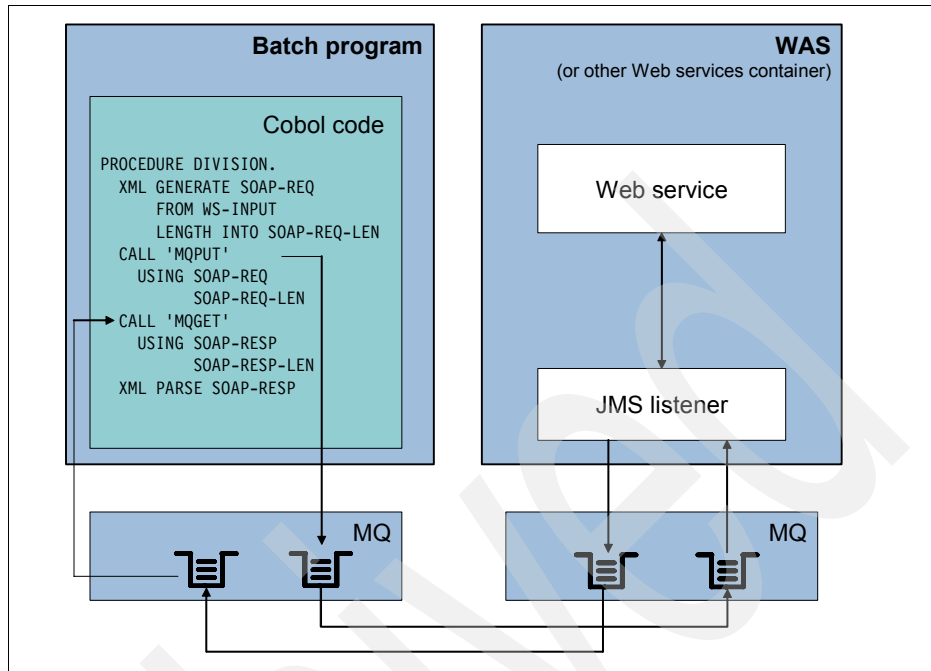 Batch program
Cobol code
PROCEDURE DIVISION.
XML GENERATE SOAP-REQ
FROM WS-INPUT
LENGTH INTO SOAP-REQ-LEN
CALL 'MQPUT'
USING SOAP-REQ
SOAP-REQ-LEN
CALL 'MQGET'
USING SOAP-RESP
SOAP-RESP-LEN
XML PARSE SOAP-RESP
MQ
WAS
(or other Web services container)
Web service
JMS listener
MQ